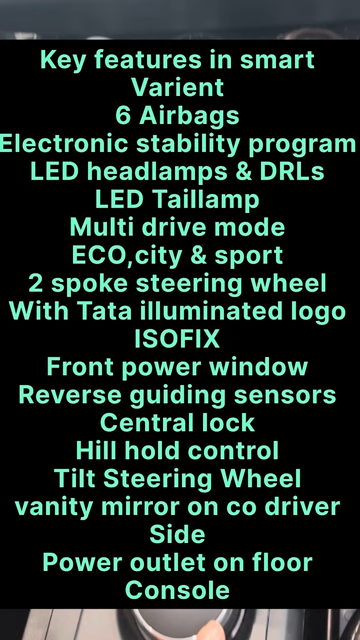 Key features in smart
Varient
6 Airbags
Electronic stability program
LED headlamps & DRLs
LED Taillamp
Multi drive mode
ECO,city & sport
2 spoke steering wheel
With Tata illuminated logo
ISOFIX
Front power window
Reverse guiding sensors
Central lock
Hill hold control
Tilt Steering Wheel
vanity mirror on co driver
Side
Power outlet on floor
Console